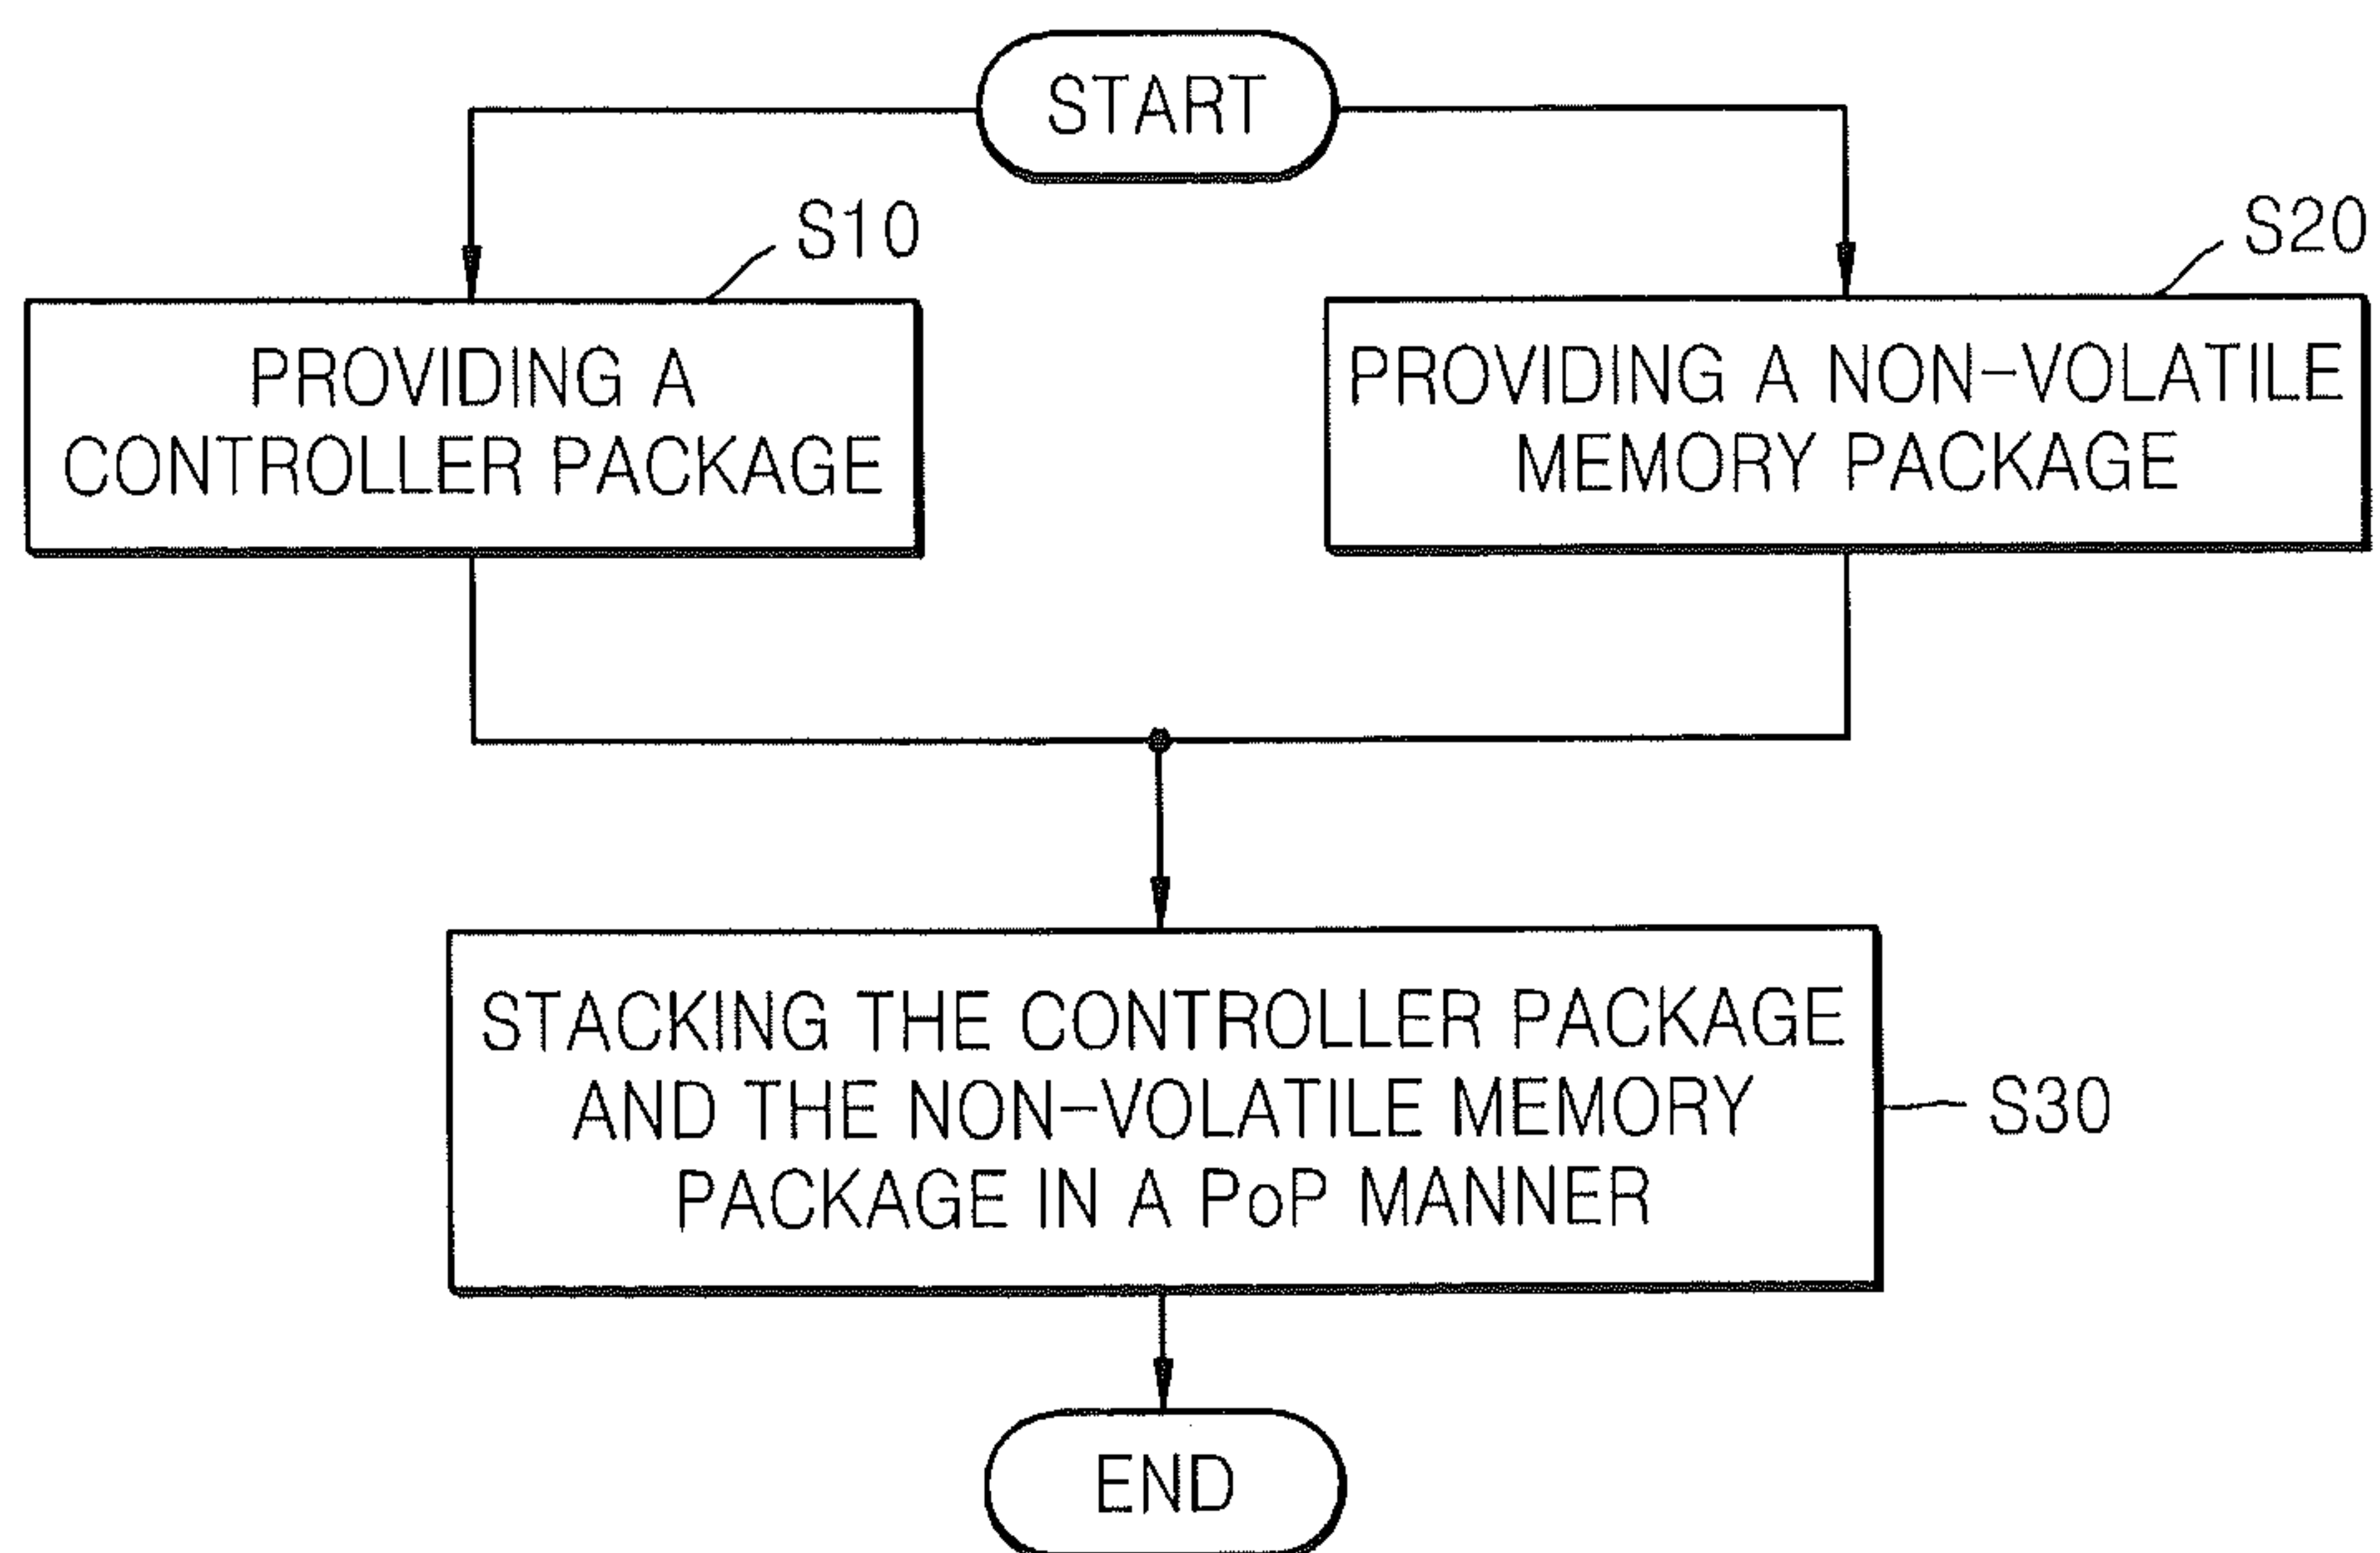 START
S10
S20
PROVIDING A
CONTROLLER PACKAGE
PROVIDING A NON-VOLATILE
MEMORY PACKAGE
STACKING THE CONTROLLER PACKAGE
AND THE NON-VOLATILE MEMORY
PACKAGE IN A PoP MANNER
S30
END